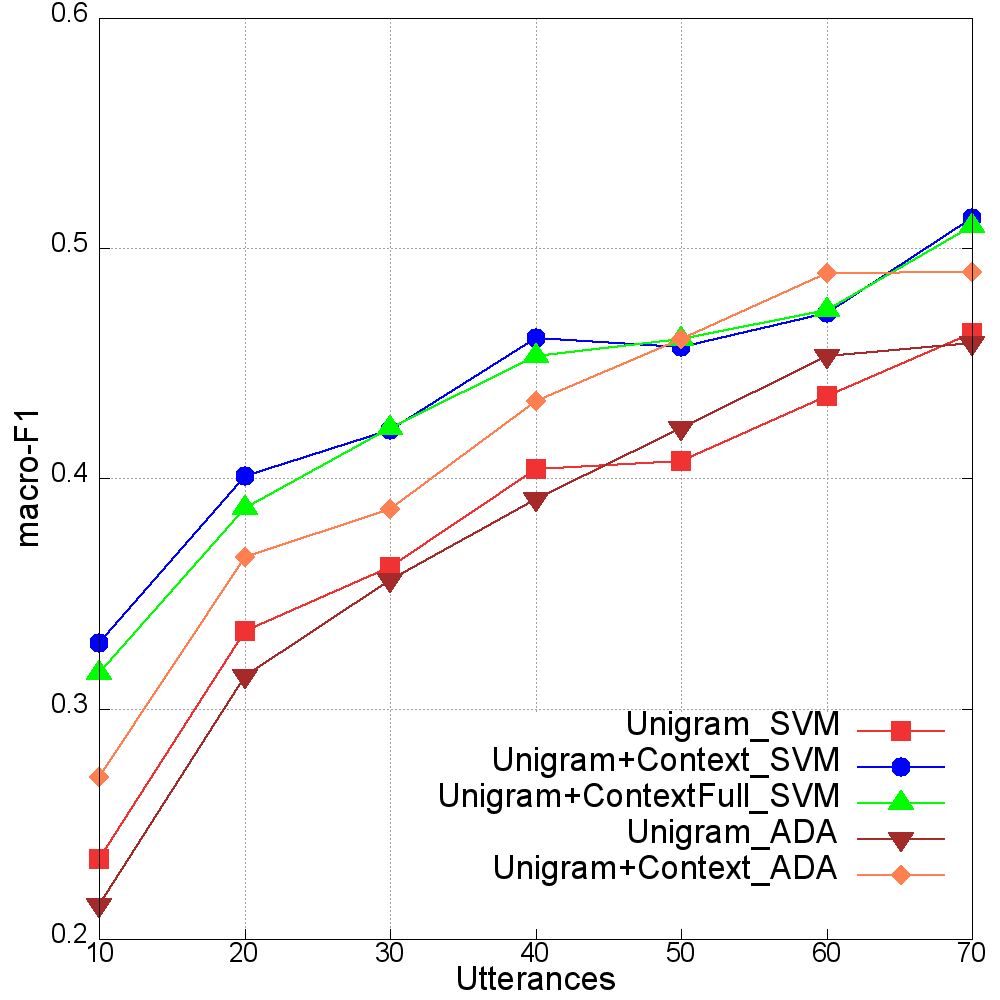 0.6
0.5
0.4
0.3
0.2
macro-F1
Unigram_SVM
Unigram+Context_SVM
Unigram+ContextFull_SVM
Unigram_ADA
Unigram+Context_ADA
10 20 30 40 50 60 70
Utterances